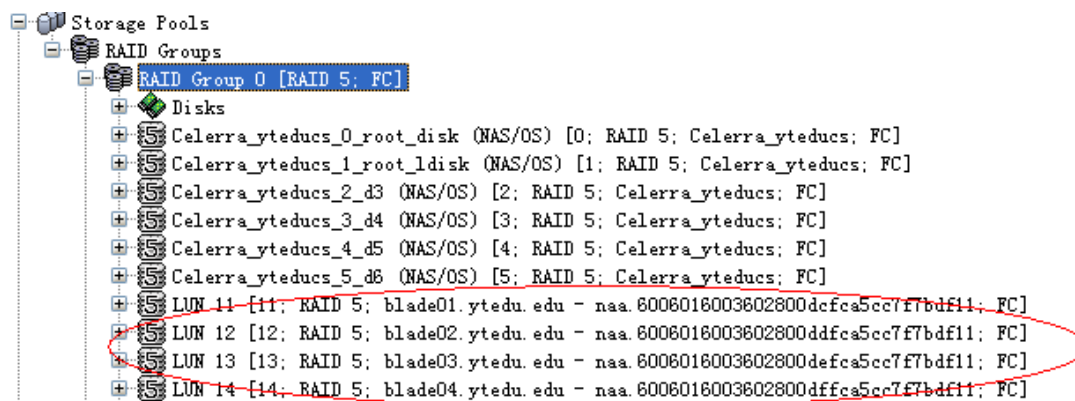 Storage Pools
RAID Groups
RAID Group 0 [RAID 5; FC]
Disks
Celerra_yteducs_0_root_disk (NAS/OS) [0; RAID 5; Celerra_yteducs; FC]
Celerra_yteducs_1_root_ldisk (NAS/OS) [1; RAID 5; Celerra_yteducs; FC]
Celerra_yteducs_2_d3 (NAS/OS) [2; RAID 5; Celerra_yteducs; FC]
Celerra_yteducs_3_d4 (NAS/OS) [3; RAID 5; Celerra_yteducs; FC]
Celerra_yteducs_4_d5 (NAS/OS) [4; RAID 5; Celerra_yteducs; FC]
Celerra_yteducs_5_d6 (NAS/OS) [5; RAID 5; Celerra_yteducs; FC]
LUN 11 [11; RAID 5; blade01.ytedu.edu - naa.6006016003602800dcfca5cc7f7bdf11; FC]
LUN 12 [12; RAID 5; blade02.ytedu.edu - naa.6006016003602800ddfca5cc7f7bdf11; FC]
LUN 13 [13; RAID 5; blade03.ytedu.edu - naa.6006016003602800defca5cc7f7bdf11; FC]
LUN 14 [14; RAID 5; blade04.ytedu.edu - naa.6006016003602800dffca5cc7f7bdf11; FC]